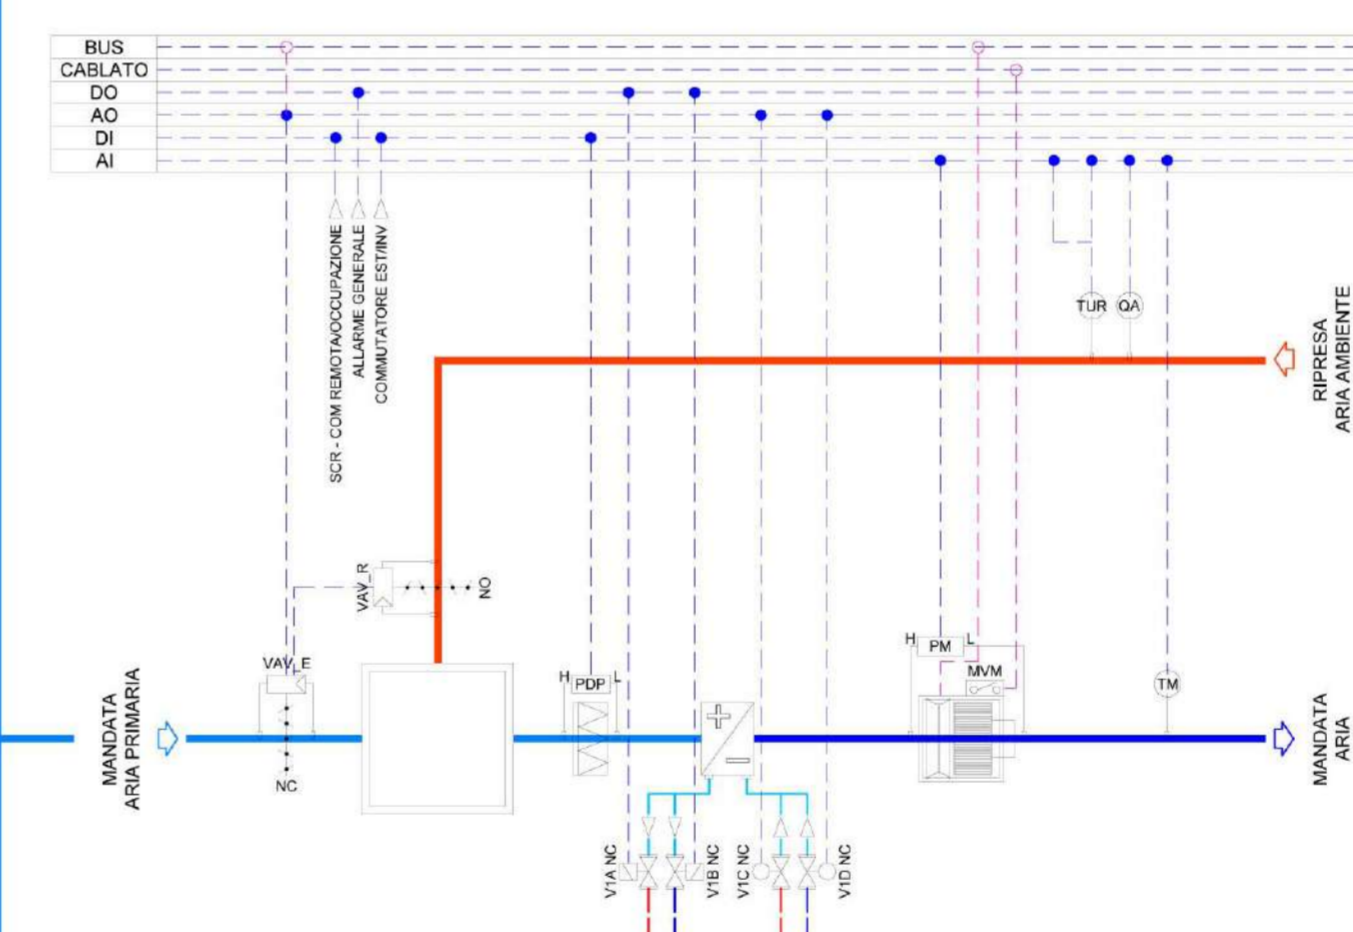 BUS
CABLATO
DO
AO
DI
AI
SCR - COM REMOTA/OCCUPAZIONE
ALLARME GENERALE
COMMUTATORE EST/INV
TUR
QA
RIPRESA
ARIA AMBIENTE
VAV_R
NO
VAV_E
H
PDP
L
H
PM
L
MVM
TM
MANDATA
ARIA PRIMARIA
NC
MANDATA
ARIA
V1A NC
V1B NC
V1C NC
V1D NC